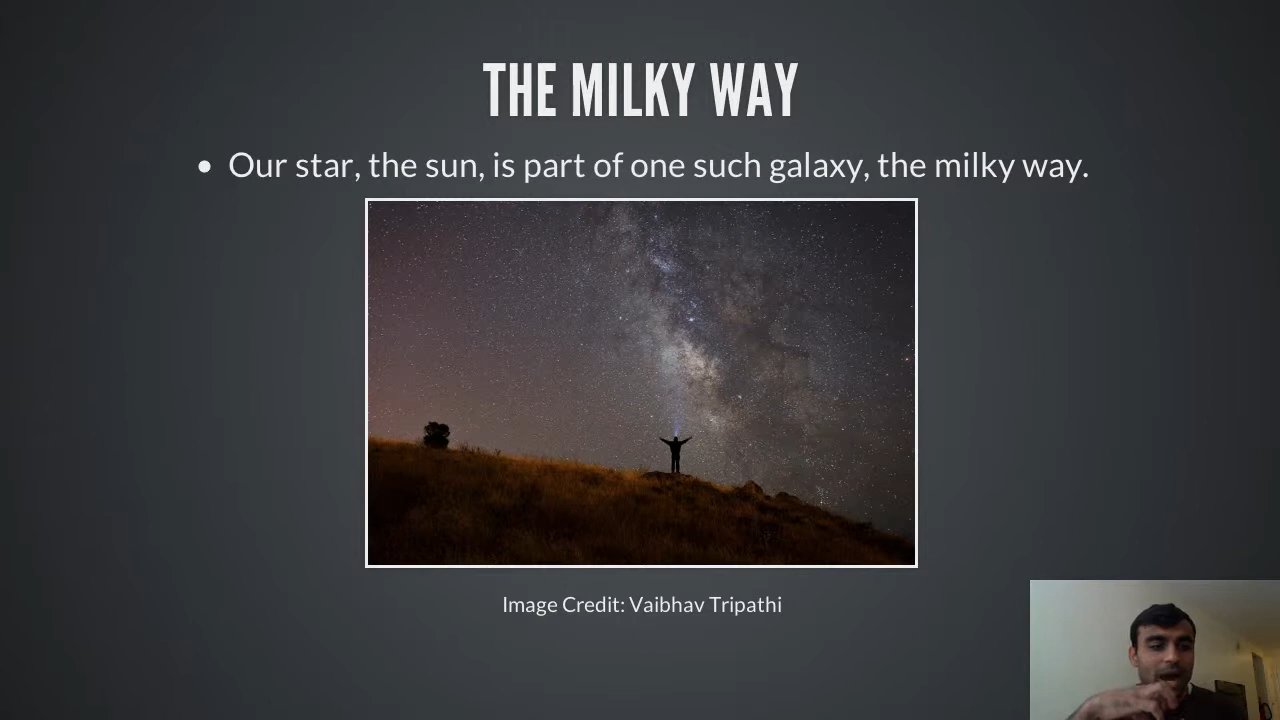 THE MILKY WAY
• Our star, the sun, is part of one such galaxy, the milky way.
Image Credit: Vaibhav Tripathi